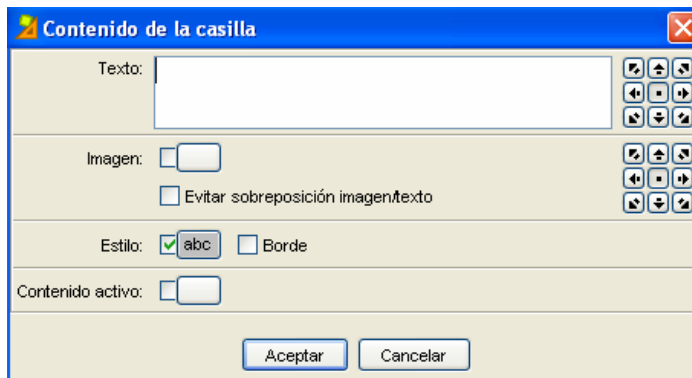 Contenido de la casilla
Texto:
Imagen:
Evitar sobreposición imagen/texto
Estilo: abc Borde
Contenido activo:
Aceptar Cancelar